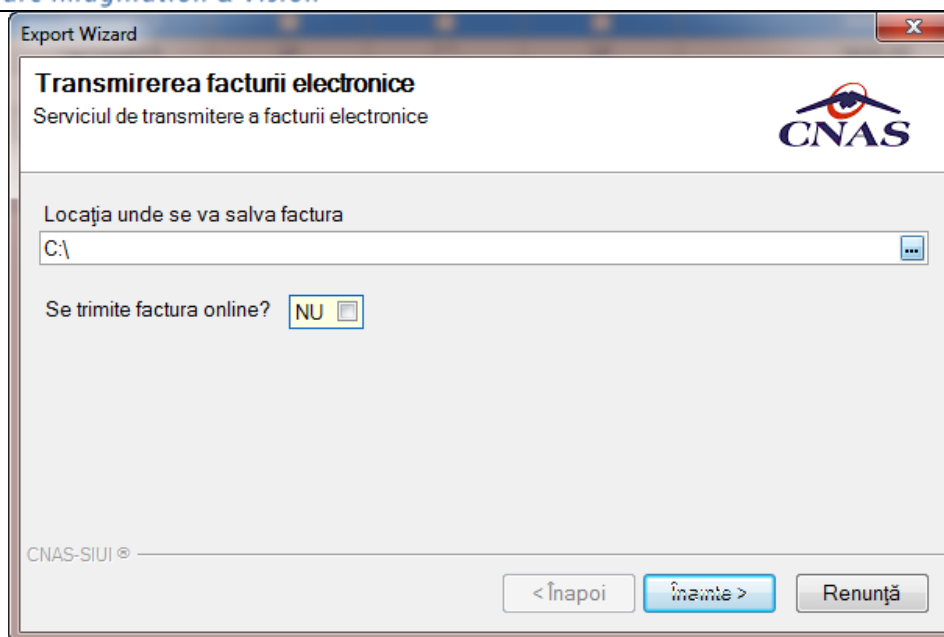 Export Wizard
Transmirerea facturii electronice
Serviciul de transmitere a facturii electronice
CNAS
Locaţia unde se va salva factura
C:\
...
Se trimite factura online? NU
CNAS-SIUI ®
< Înapoi Înainte > Renunţă